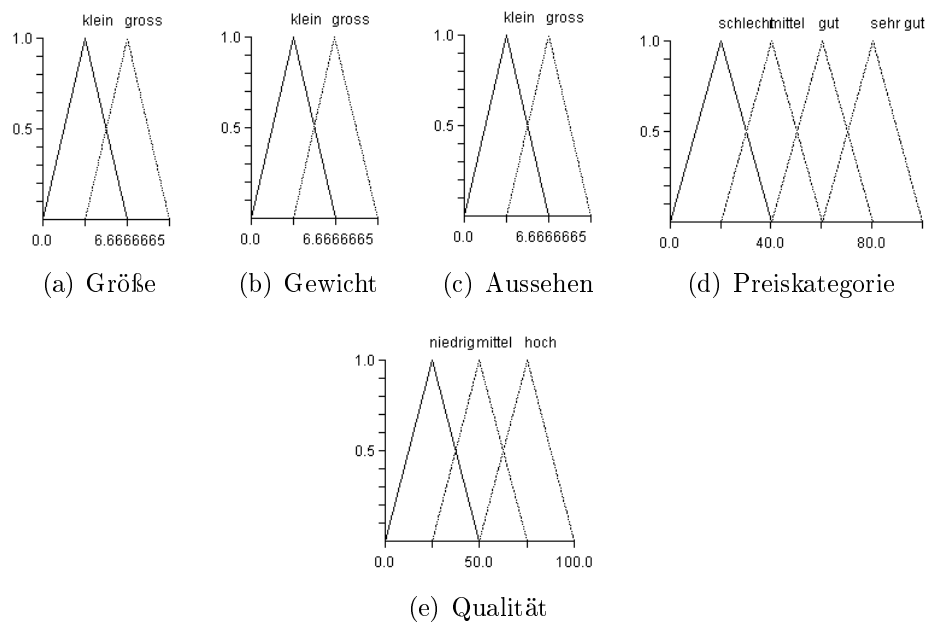 klein gross
1.0
0.5
0.0 6.6666665
(a) Größe
klein gross
1.0
0.5
0.0 6.6666665
(b) Gewicht
klein gross
1.0
0.5
0.0 6.6666665
(c) Aussehen
schlecht mittel gut sehr gut
1.0
0.5
0.0 40.0 80.0
(d) Preiskategorie
niedrig mittel hoch
1.0
0.5
0.0 50.0 100.0
(e) Qualität